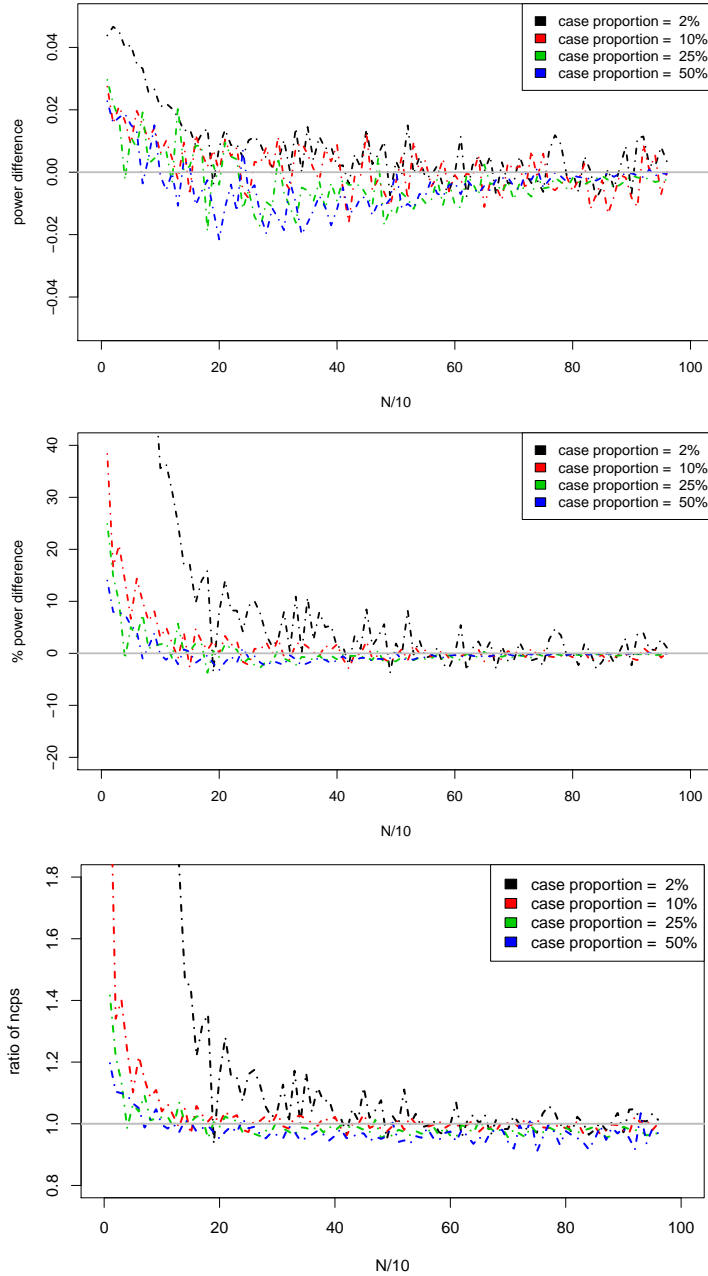 power difference
0.04
0.02
0.00
−0.02
−0.04
case proportion = 2%
case proportion = 10%
case proportion = 25%
case proportion = 50%
0 20 40 60 80 100
N/10
% power difference
40
30
20
10
0
−10
−20
case proportion = 2%
case proportion = 10%
case proportion = 25%
case proportion = 50%
0 20 40 60 80 100
N/10
ratio of ncps
1.8
1.6
1.4
1.2
1.0
0.8
case proportion = 2%
case proportion = 10%
case proportion = 25%
case proportion = 50%
0 20 40 60 80 100
N/10